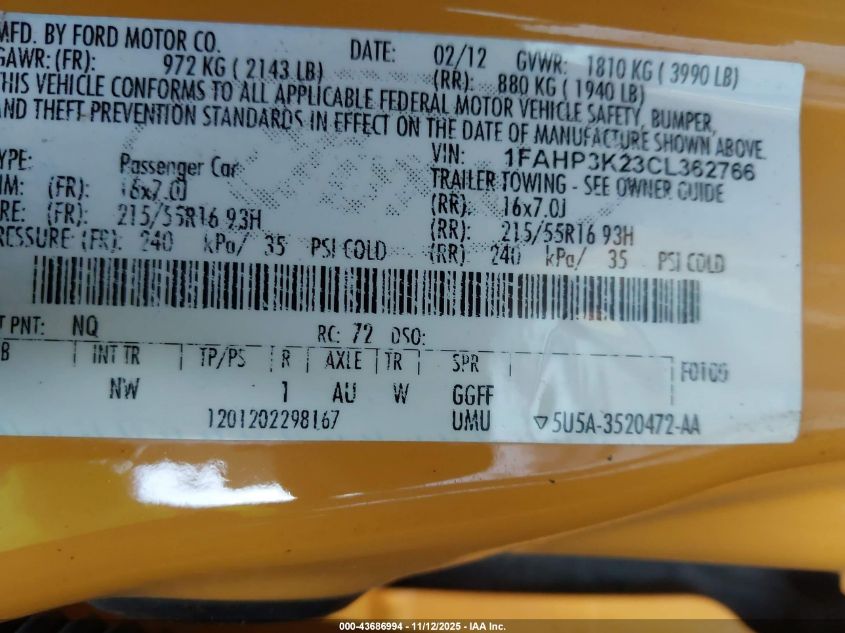 MFD. BY FORD MOTOR CO. DATE: 02/12 GVWR: 1810 KG ( 3990 LB)
GAWR: (FR): 972 KG ( 2143 LB) (RR): 880 KG ( 1940 LB)
THIS VEHICLE CONFORMS TO ALL APPLICABLE FEDERAL MOTOR VEHICLE SAFETY, BUMPER,
AND THEFT PREVENTION STANDARDS IN EFFECT ON THE DATE OF MANUFACTURE SHOWN ABOVE.
VIN: 1FAHP3K23CL362766
YPE: Passenger Car TRAILER TOWING - SEE OWNER GUIDE
IM: (FR): 16x7.0J (RR): 16x7.0J
RE: (FR): 215/55R16 93H (RR): 215/55R16 93H
RESSURE (FR): 240 kPa/ 35 PSI COLD (RR): 240 kPa/ 35 PSI COLD
T PNT: NQ RC: 72 DSO:
B INT TR TP/PS R AXLE TR SPR F0109
NW 1 AU W GGFF
1201202298167 UMU ▽5U5A-3520472-AA
000-43686994 - 11/12/2025 - IAA Inc.